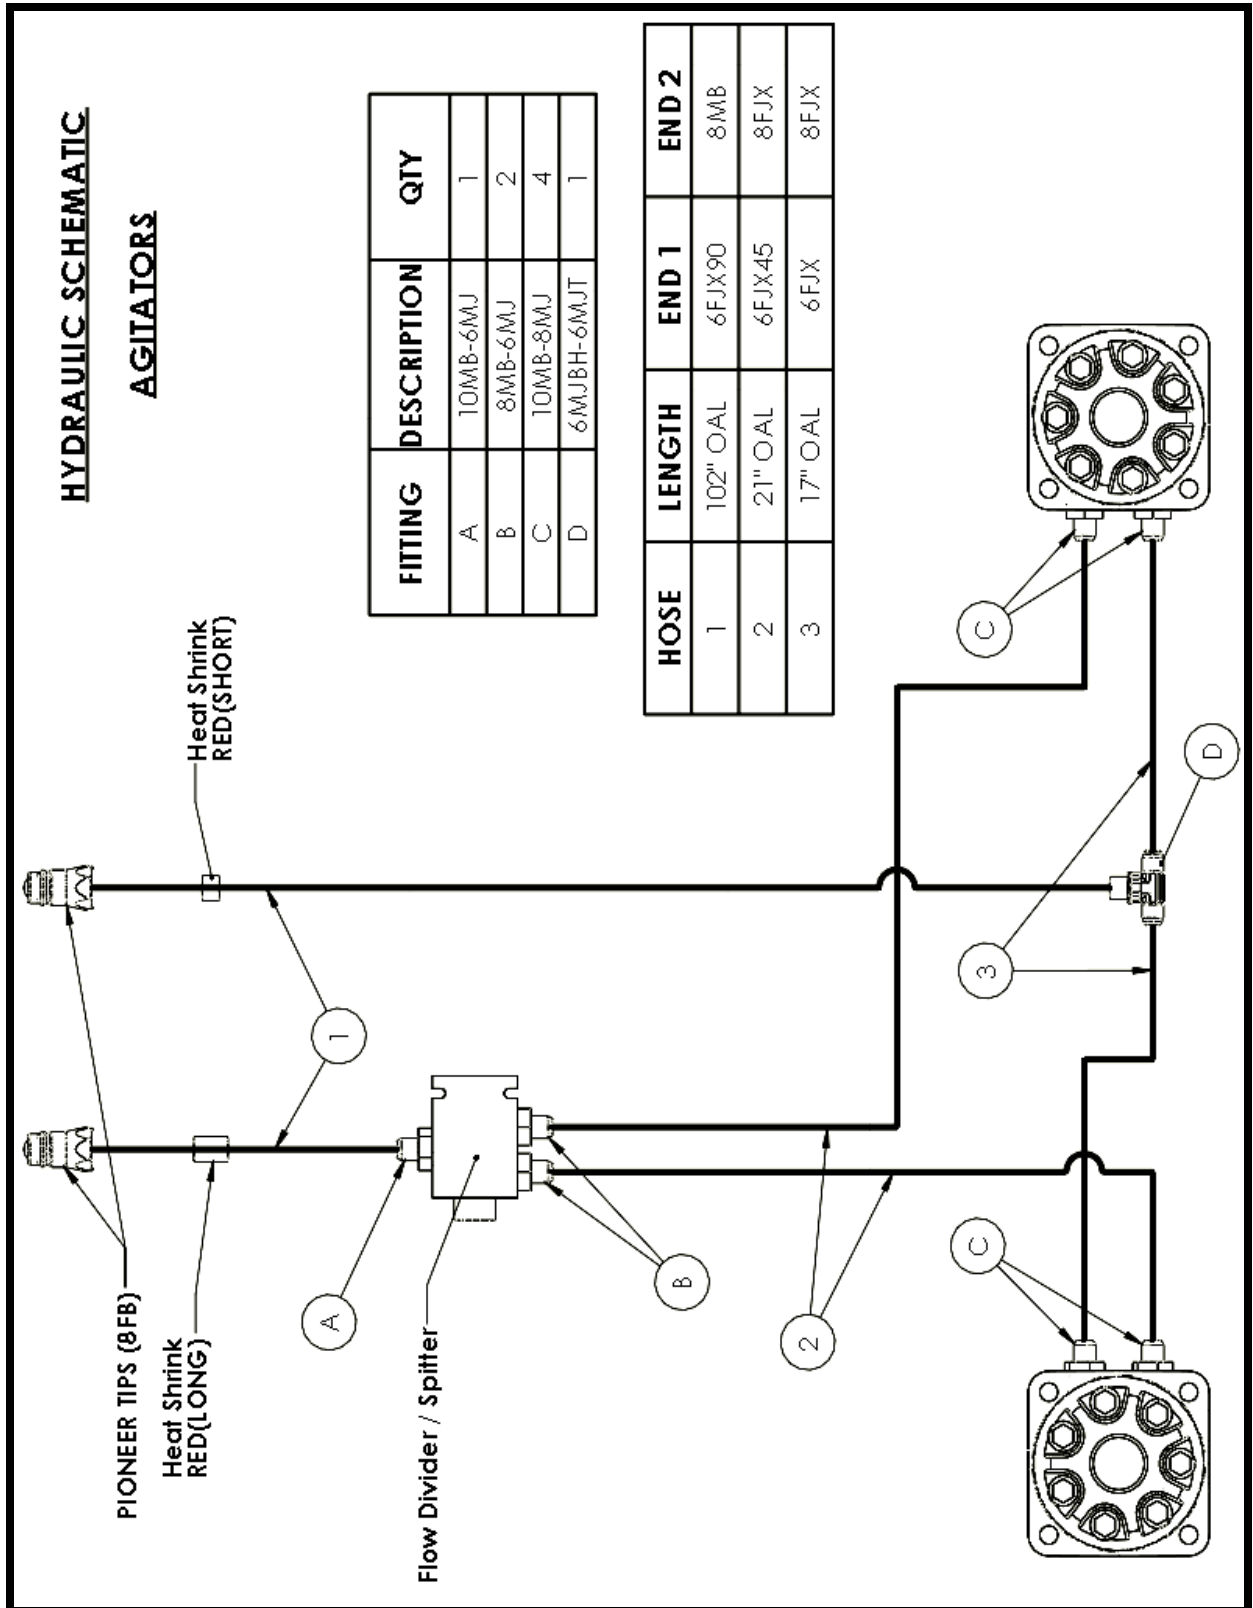 HYDRAULIC SCHEMATIC
AGITATORS
FITTING DESCRIPTION QTY
A 10MB-6MJ 1
B 8MB-6MJ 2
C 10MB-8MJ 4
D 6MJBH-6MJT 1
HOSE LENGTH END 1 END 2
1 102" OAL 6FJX90 8MB
2 21" OAL 6FJX45 8FJX
3 17" OAL 6FJX 8FJX
PIONEER TIPS (8FB)
Heat Shrink
RED(LONG)
Heat Shrink
RED(SHORT)
1
A
Flow Divider / Spitter
B
2
3
C
C
D